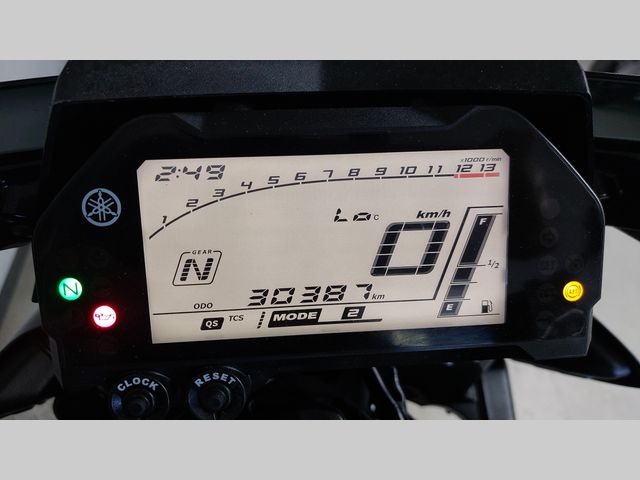 2:49
x1000 r/min
1 2 3 4 5 6 7 8 9 10 11 12 13
Lo °C
km/h
0
F
GEAR
N
1/2
N
ODO
30387 km
E
QS TCS 1 MODE 2
CLOCK
RESET